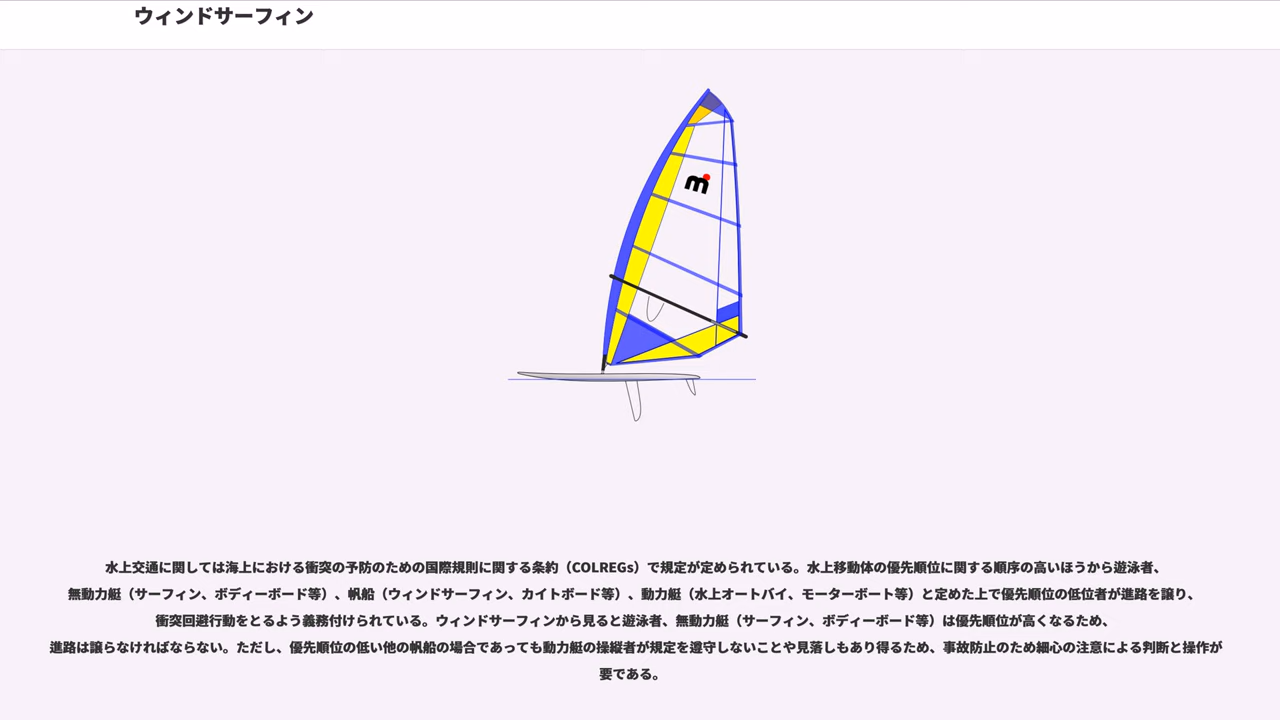 ウィンドサーフィン
水上交通に関しては海上における衝突の予防のための国際規則に関する条約（COLREGs）で規定が定められている。水上移動体の優先順位に関する順序の高いほうから遊泳者、
無動力艇（サーフィン、ボディーボード等）、帆船（ウィンドサーフィン、カイトボード等）、動力艇（水上オートバイ、モーターボート等）と定めた上で優先順位の低位者が進路を譲り、
衝突回避行動をとるよう義務付けられている。ウィンドサーフィンから見ると遊泳者、無動力艇（サーフィン、ボディーボード等）は優先順位が高くなるため、
進路は譲らなければならない。ただし、優先順位の低い他の帆船の場合であっても動力艇の操縦者が規定を遵守しないことや見落しもあり得るため、事故防止のため細心の注意による判断と操作が
要である。